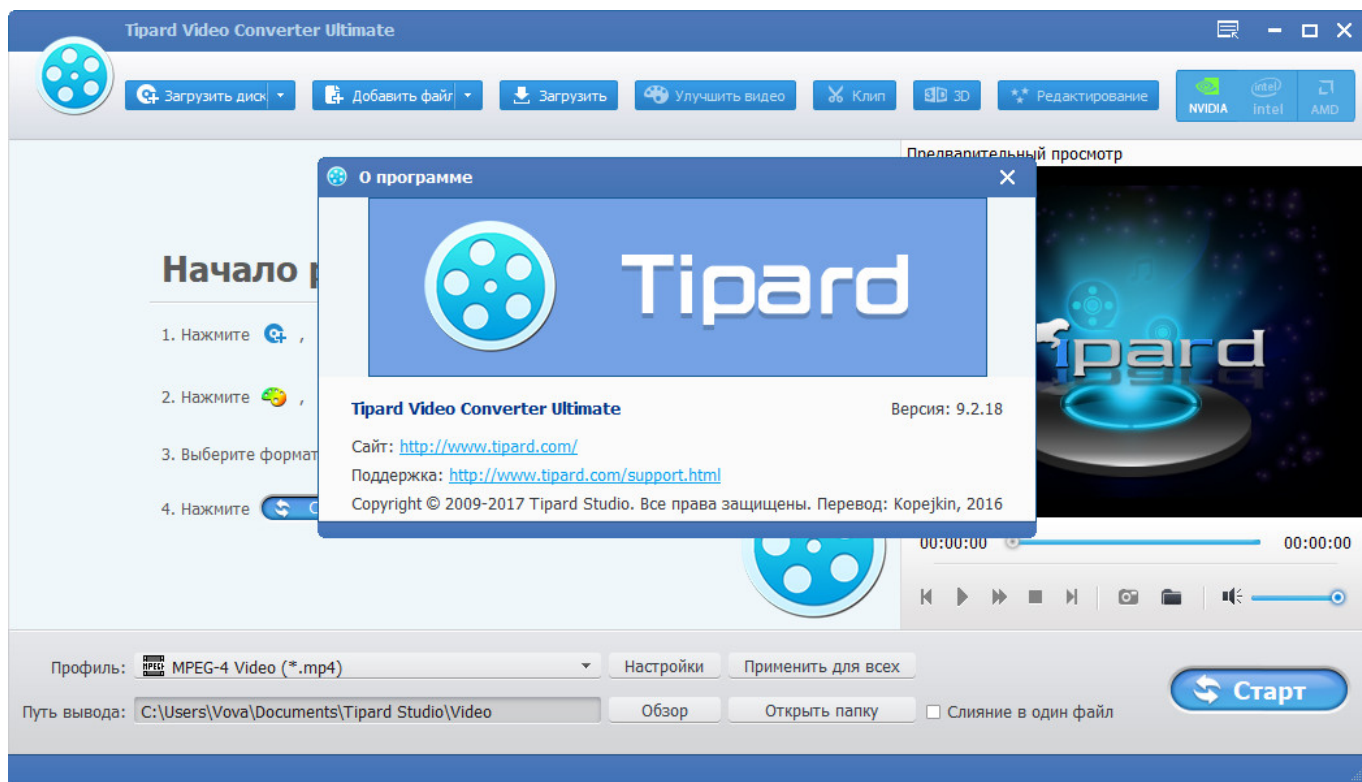 Tipard Video Converter Ultimate
Загрузить диск
Добавить файл
Загрузить
Улучшить видео
Клип
3D
Редактирование
NVIDIA
intel
AMD
Предварительный просмотр
О программе
Tipard
Начало
1. Нажмите ,
2. Нажмите ,
3. Выберите формат
4. Нажмите
Tipard Video Converter Ultimate
Версия: 9.2.18
Сайт: http://www.tipard.com/
Поддержка: http://www.tipard.com/support.html
Copyright © 2009-2017 Tipard Studio. Все права защищены. Перевод: Kopejkin, 2016
Tipard
00:00:00
00:00:00
Профиль:
MPEG-4 Video (*.mp4)
Настройки
Применить для всех
Путь вывода:
C:\Users\Vova\Documents\Tipard Studio\Video
Обзор
Открыть папку
Слияние в один файл
Старт